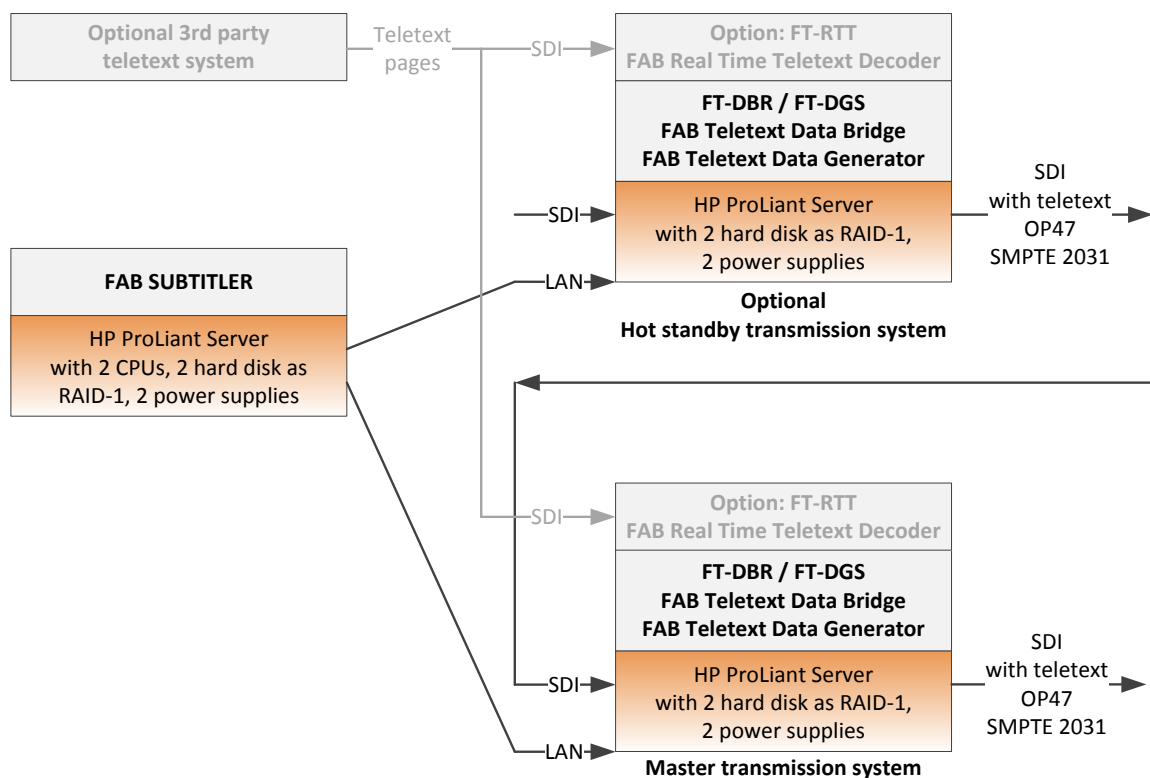 Optional 3rd party
teletext system
Teletext
pages
SDI
Option: FT-RTT
FAB Real Time Teletext Decoder
FT-DBR / FT-DGS
FAB Teletext Data Bridge
FAB Teletext Data Generator
SDI
HP ProLiant Server
with 2 hard disk as RAID-1,
2 power supplies
LAN
SDI
with teletext
OP47
SMPTE 2031
Optional
Hot standby transmission system
FAB SUBTITLER
HP ProLiant Server
with 2 CPUs, 2 hard disk as
RAID-1, 2 power supplies
SDI
Option: FT-RTT
FAB Real Time Teletext Decoder
FT-DBR / FT-DGS
FAB Teletext Data Bridge
FAB Teletext Data Generator
SDI
HP ProLiant Server
with 2 hard disk as RAID-1,
2 power supplies
LAN
SDI
with teletext
OP47
SMPTE 2031
Master transmission system